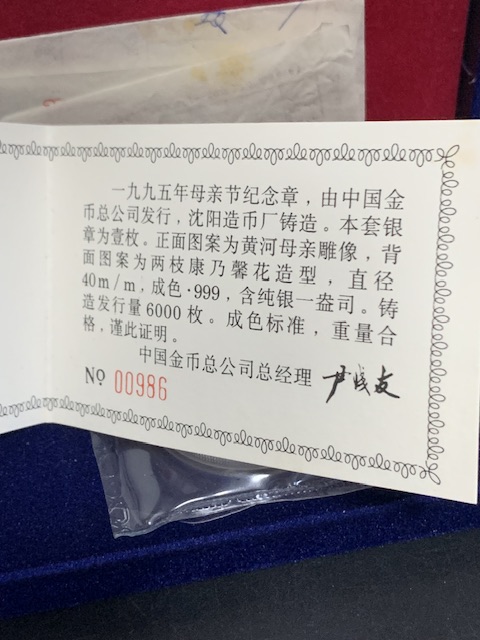 一九九五年母亲节纪念章，由中国金
币总公司发行，沈阳造币厂铸造。本套银
章为壹枚。正面图案为黄河母亲雕像，背
面图案为两枝康乃馨花造型，直径
40m/m，成色·999，含纯银一盎司。铸
造发行量6000枚。成色标准，重量合
格，谨此证明。
中国金币总公司总经理
№ 00986